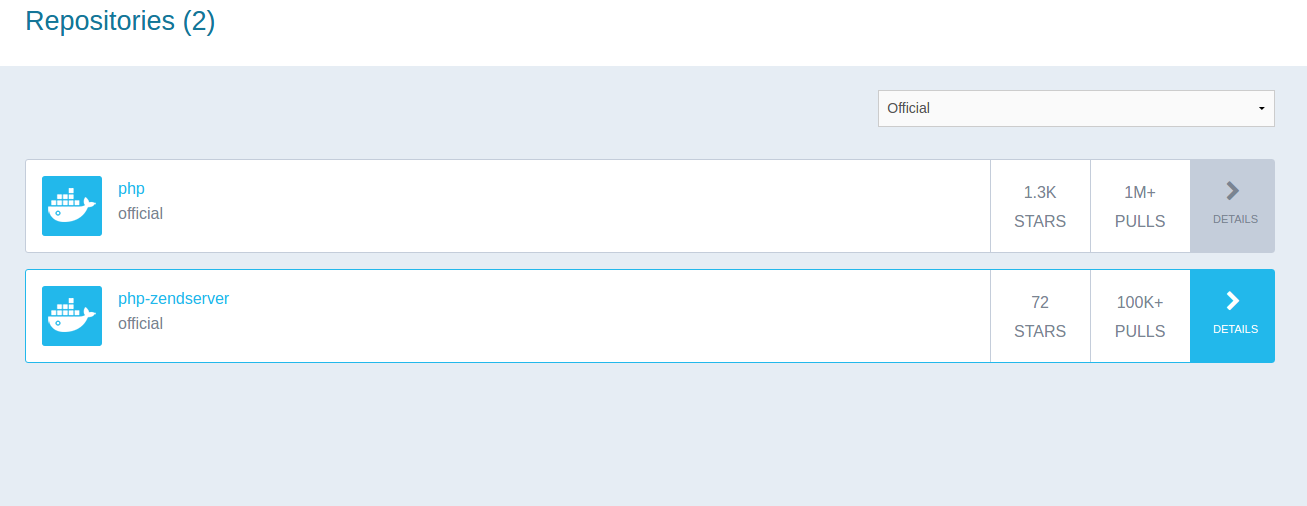 Repositories (2)
Official
php
official
1.3K
STARS
1M+
PULLS
DETAILS
php-zendserver
official
72
STARS
100K+
PULLS
DETAILS